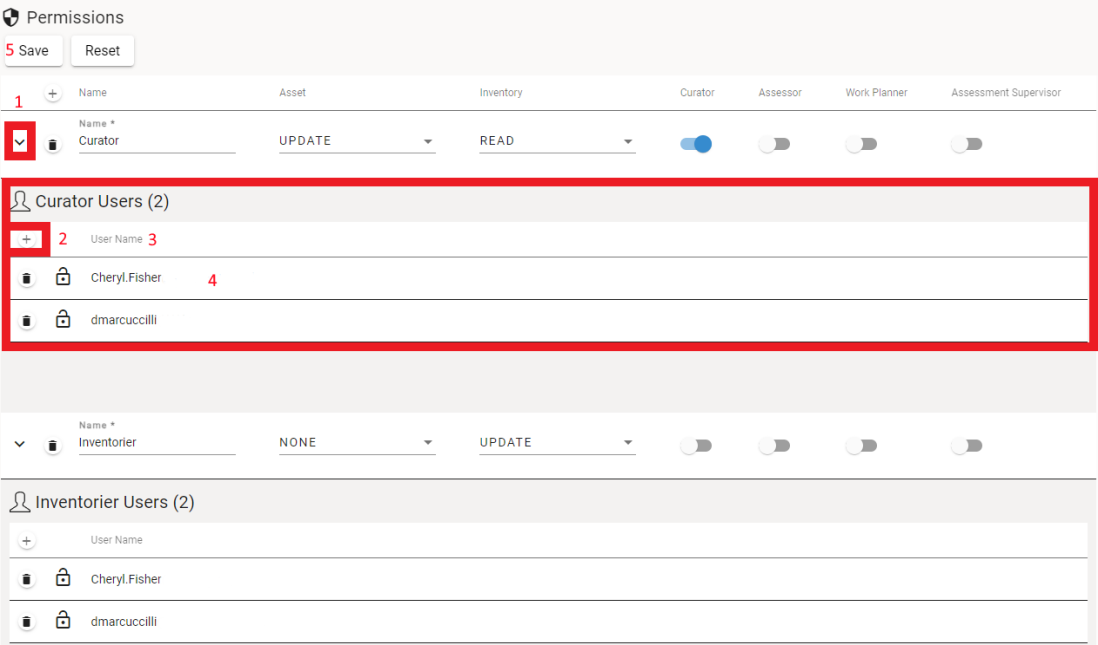 Permissions
5 Save Reset
1 + Name Asset Inventory Curator Assessor Work Planner Assessment Supervisor
Name *
Curator UPDATE READ
Curator Users (2)
+ 2 User Name 3
Cheryl.Fisher 4
dmarcuccilli
Name *
Inventorier NONE UPDATE
Inventorier Users (2)
+ User Name
Cheryl.Fisher
dmarcuccilli